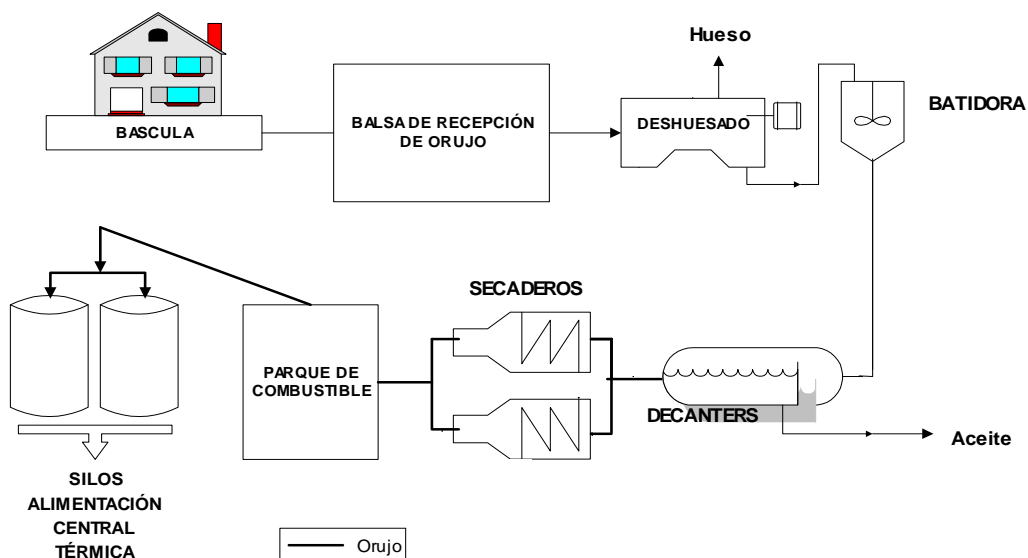 Hueso
BATIDORA
BASCULA
BALSA DE RECEPCIÓN
DE ORUJO
DESHUESADO
SECADEROS
PARQUE DE
COMBUSTIBLE
DECANTERS
Aceite
SILOS
ALIMENTACIÓN
CENTRAL
TÉRMICA
Orujo